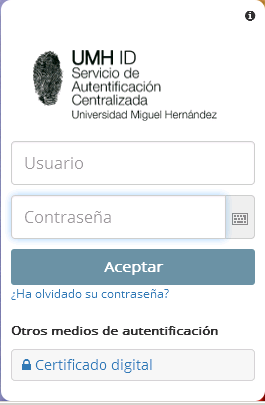 UMH ID
Servicio de
Autentificación
Centralizada
Universidad Miguel Hernández
Usuario
Contraseña
Aceptar
¿Ha olvidado su contraseña?
Otros medios de autentificación
Certificado digital